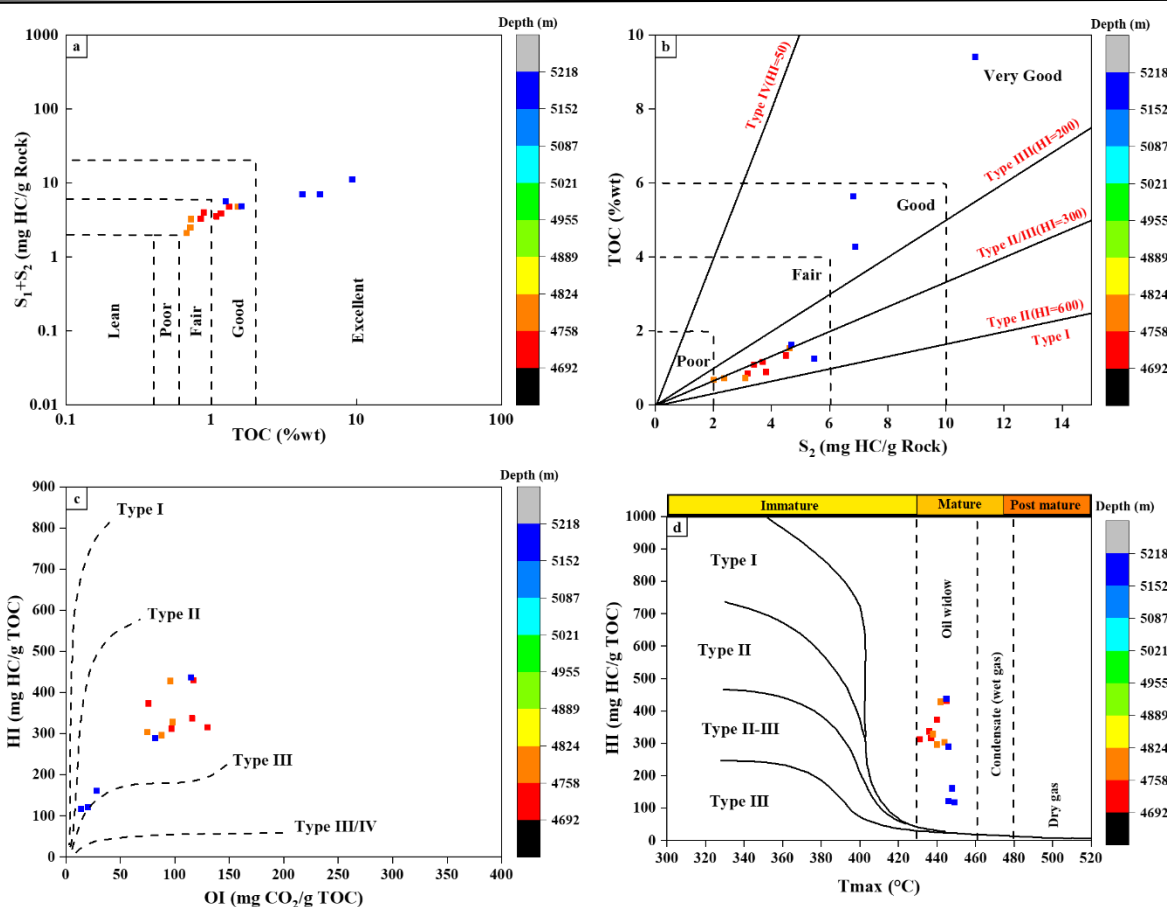 Depth (m)
a
1000
100
10
1
0.1
0.01
S₁+S₂ (mg HC/g Rock)
Lean
Poor
Fair
Good
Excellent
0.1
1
10
100
TOC (%wt)
5218
5152
5087
5021
4955
4889
4824
4758
4692
Depth (m)
b
10
8
6
4
2
0
TOC (%wt)
Type IV(HI=50)
Very Good
Type IIII(HI=200)
Good
Type II/III(HI=300)
Fair
Type II(HI=600)
Type I
Poor
0
2
4
6
8
10
12
14
S₂ (mg HC/g Rock)
5218
5152
5087
5021
4955
4889
4824
4758
4692
Depth (m)
c
900
800
700
600
500
400
300
200
100
0
HI (mg HC/g TOC)
Type I
Type II
Type III
Type III/IV
0
50
100
150
200
250
300
350
400
OI (mg CO₂/g TOC)
5218
5152
5087
5021
4955
4889
4824
4758
4692
Immature
Mature
Post mature
Depth (m)
d
1000
900
800
700
600
500
400
300
200
100
0
HI (mg HC/g TOC)
Type I
Type II
Type II-III
Type III
Oil widow
Condensate (wet gas)
Dry gas
300
320
340
360
380
400
420
440
460
480
500
520
Tmax (°C)
5218
5152
5087
5021
4955
4889
4824
4758
4692